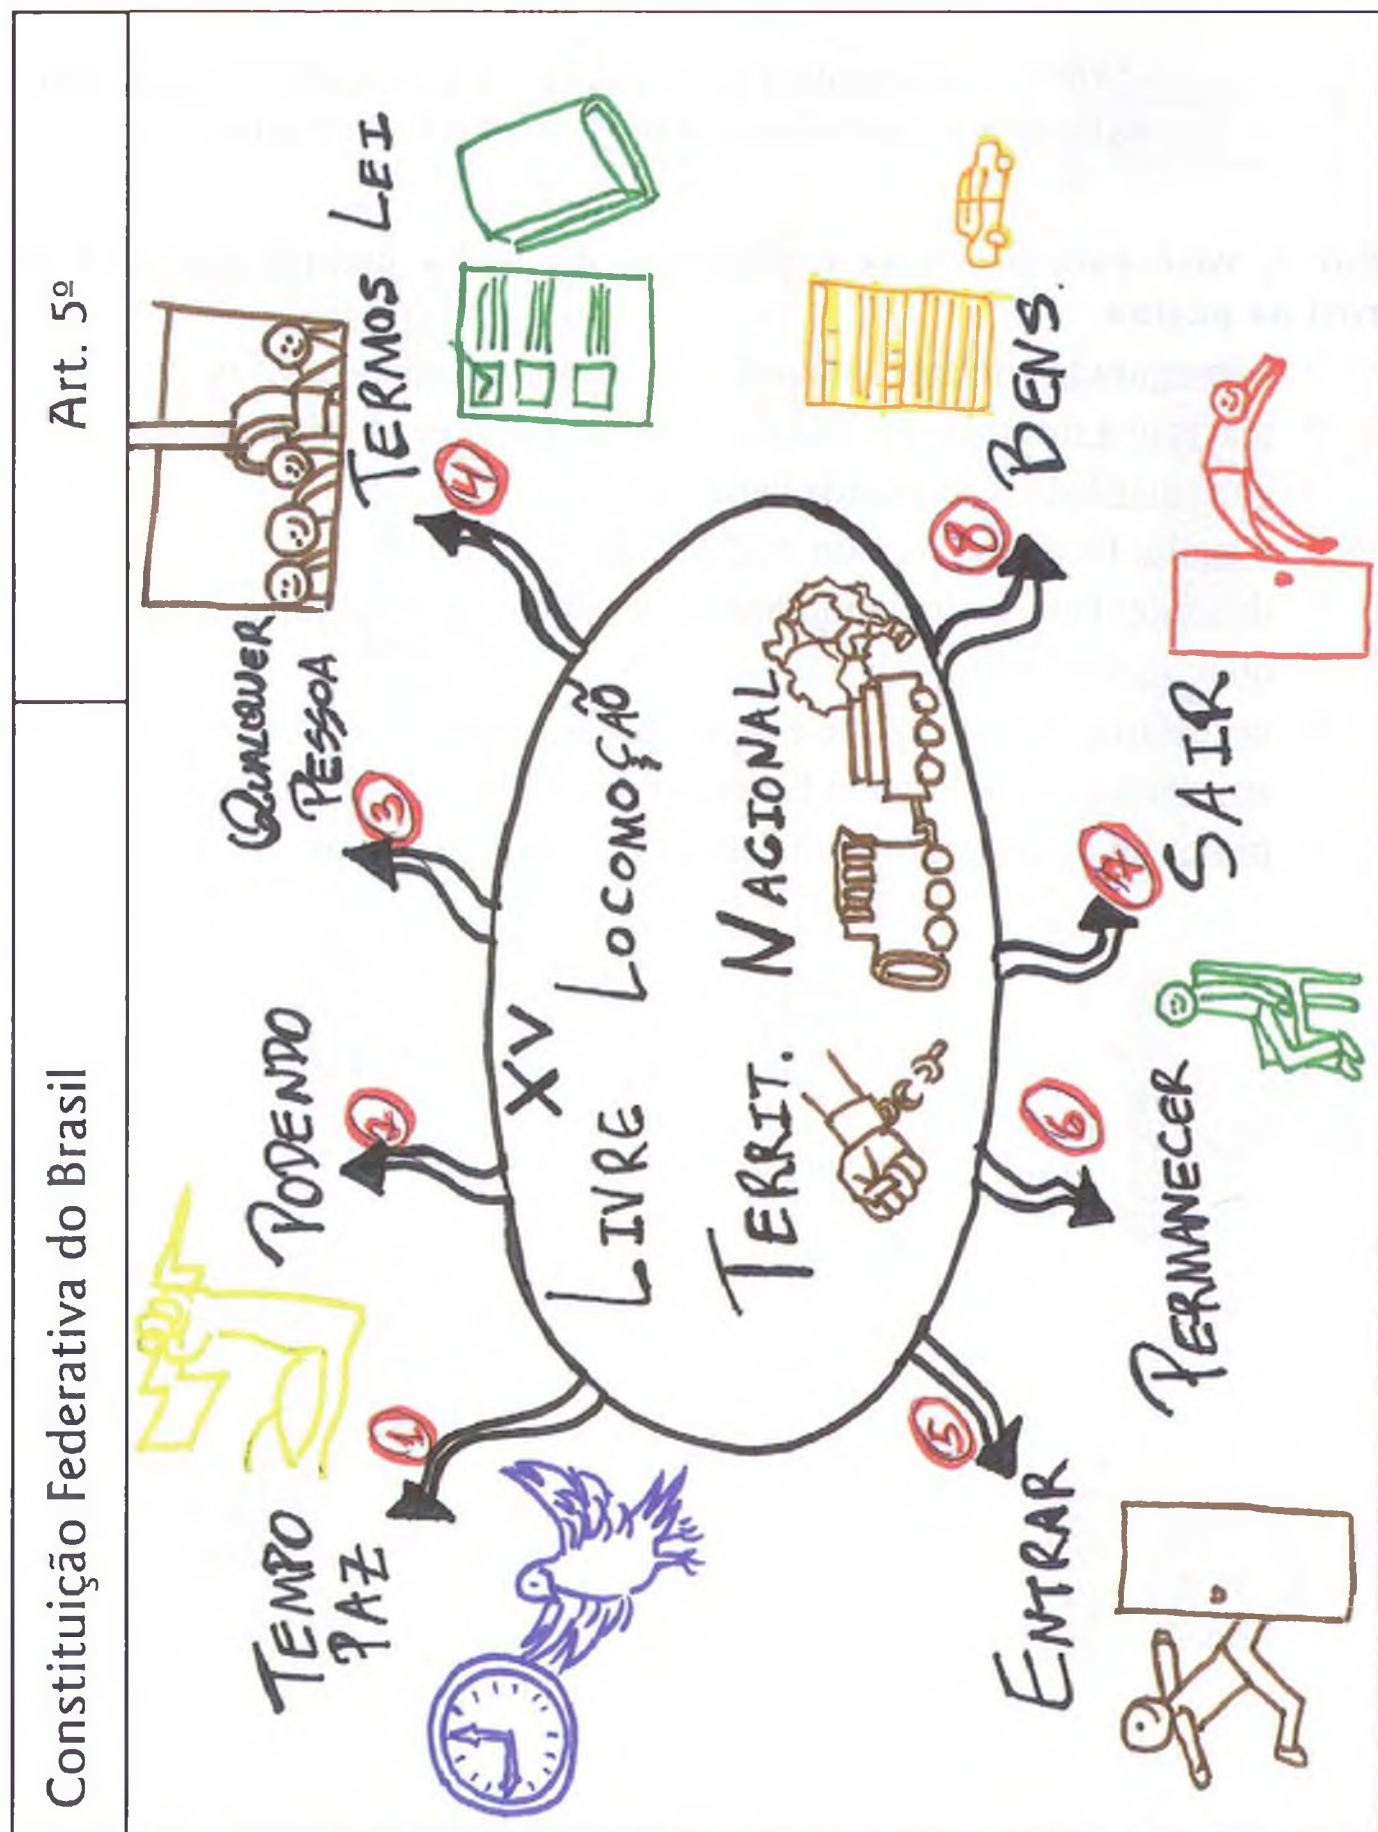 Constituição Federativa do Brasil
Art. 5º
XV
LIVRE LOCOMOÇÃO
TERRIT. NACIONAL
1
TEMPO
PAZ
2
PODENDO
3
QUALQUER
PESSOA
4
TERMOS LEI
5
ENTRAR
6
PERMANECER
7
SAIR
8
BENS.